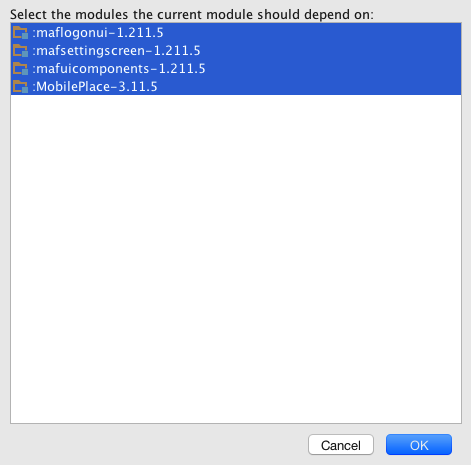 Select the modules the current module should depend on:
:maflogonui-1.211.5
:mafsettingscreen-1.211.5
:mafuicomponents-1.211.5
:MobilePlace-3.11.5
Cancel
OK